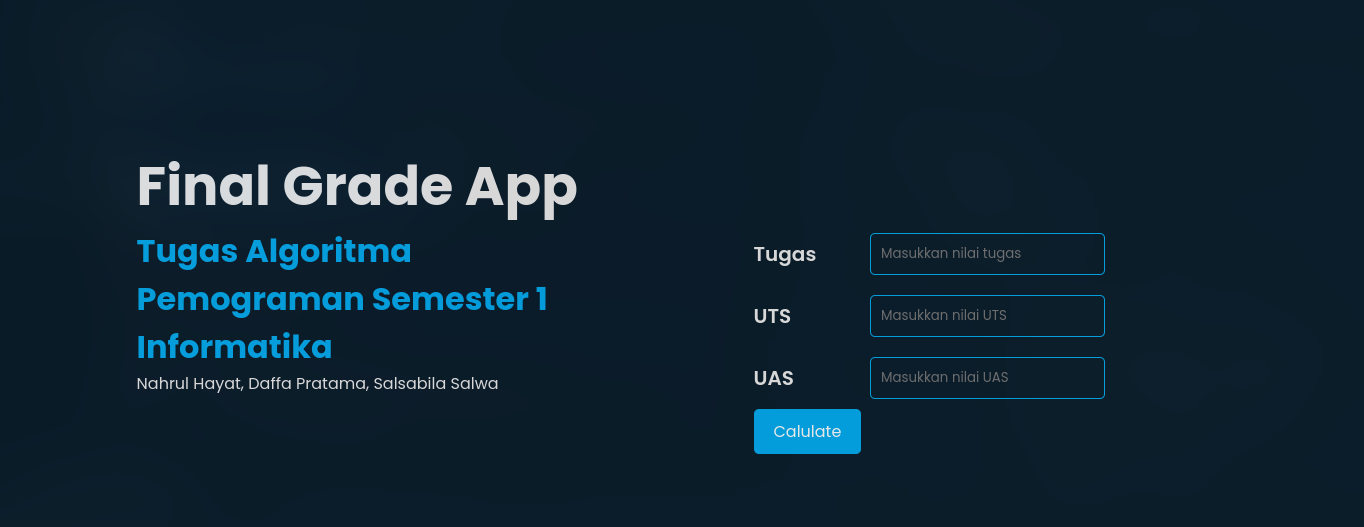 Final Grade App
Tugas Algoritma
Pemograman Semester 1
Informatika
Nahrul Hayat, Daffa Pratama, Salsabila Salwa
Tugas Masukkan nilai tugas
UTS Masukkan nilai UTS
UAS Masukkan nilai UAS
Calulate